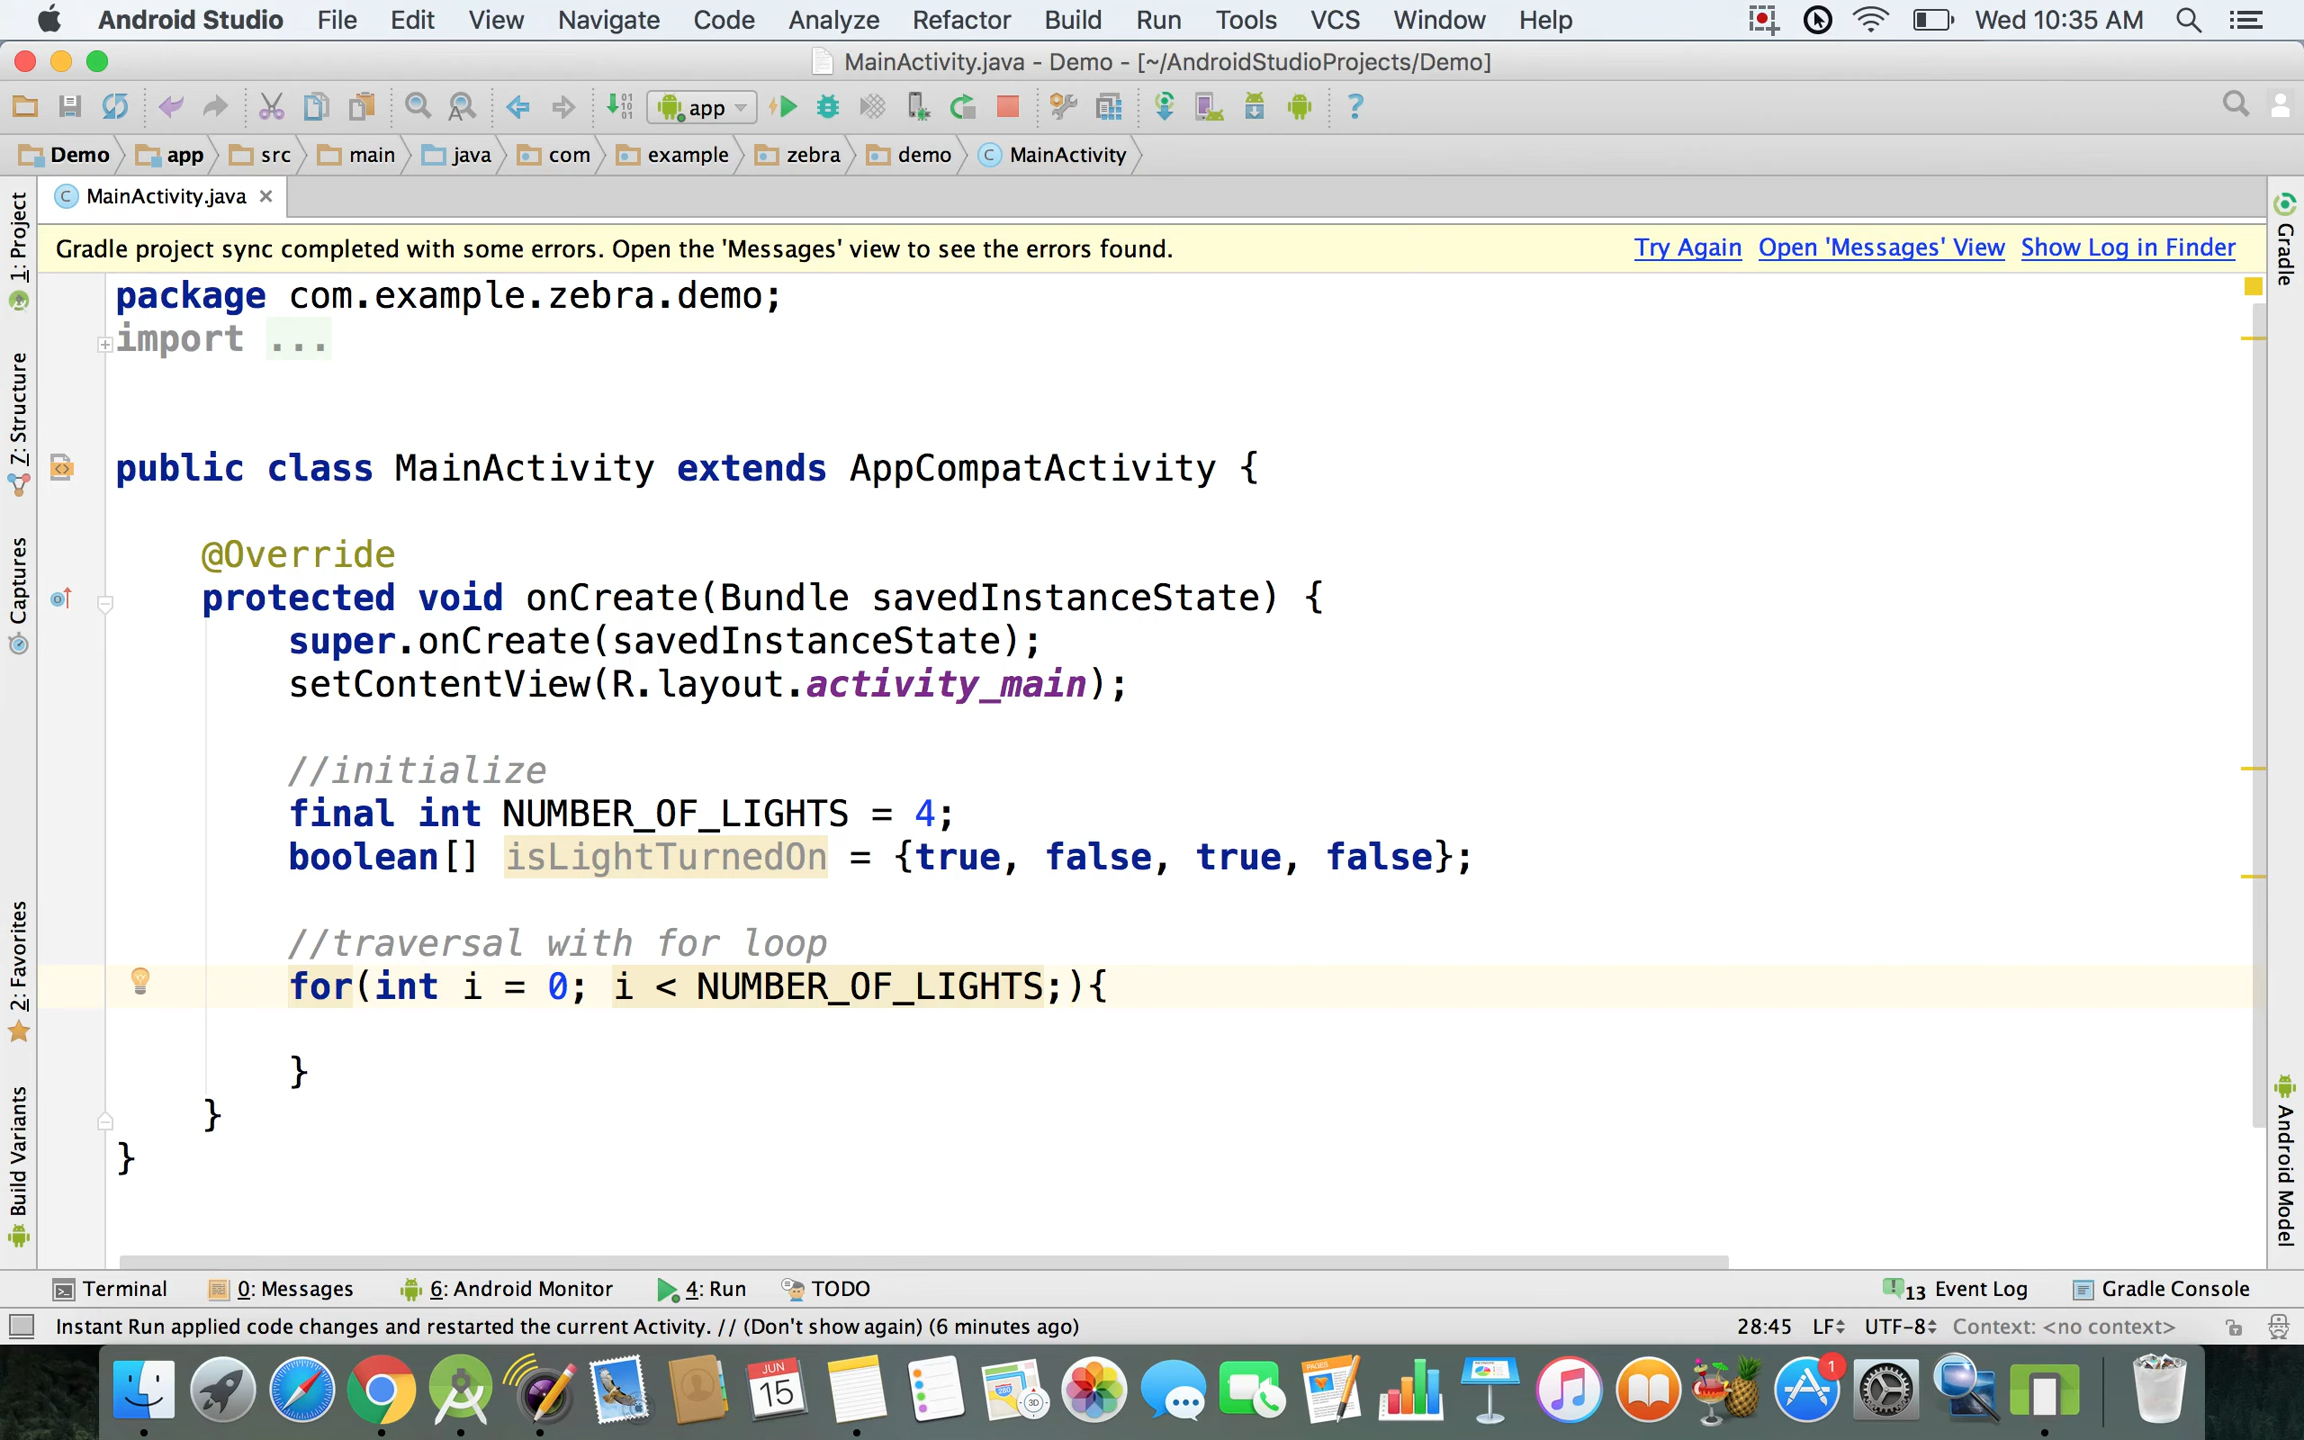 Android Studio File Edit View Navigate Code Analyze Refactor Build Run Tools VCS Window Help Wed 10:35 AM
MainActivity.java - Demo - [~/AndroidStudioProjects/Demo]
app ?
Demo app src main java com example zebra demo C MainActivity
C MainActivity.java
Gradle project sync completed with some errors. Open the 'Messages' view to see the errors found. Try Again Open 'Messages' View Show Log in Finder
package com.example.zebra.demo;
import ...
public class MainActivity extends AppCompatActivity {
@Override
protected void onCreate(Bundle savedInstanceState) {
super.onCreate(savedInstanceState);
setContentView(R.layout.activity_main);
//initialize
final int NUMBER_OF_LIGHTS = 4;
boolean[] isLightTurnedOn = {true, false, true, false};
//traversal with for loop
for(int i = 0; i < NUMBER_OF_LIGHTS;){
}
}
}
1: Project
7: Structure
Captures
2: Favorites
Build Variants
Gradle
Android Model
Terminal 0: Messages 6: Android Monitor 4: Run TODO 13 Event Log Gradle Console
Instant Run applied code changes and restarted the current Activity. // (Don't show again) (6 minutes ago) 28:45 LF UTF-8 Context: <no context>
JUN
15
PAGES
280
3D
1